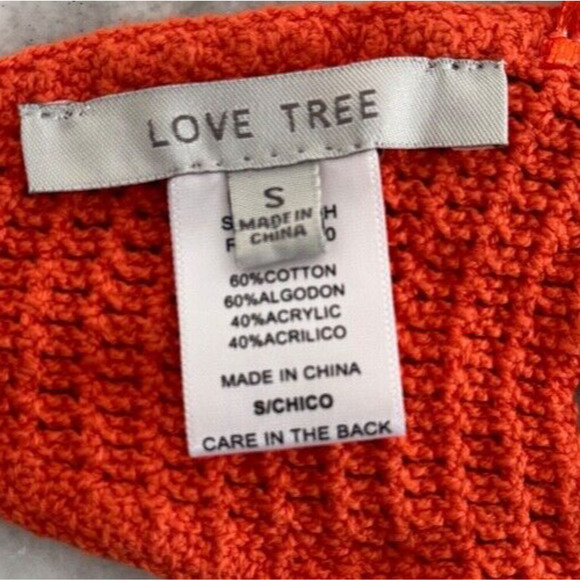 LOVE TREE
S
MADE IN
CHINA
60%COTTON
60%ALGODON
40%ACRYLIC
40%ACRILICO
MADE IN CHINA
S/CHICO
CARE IN THE BACK